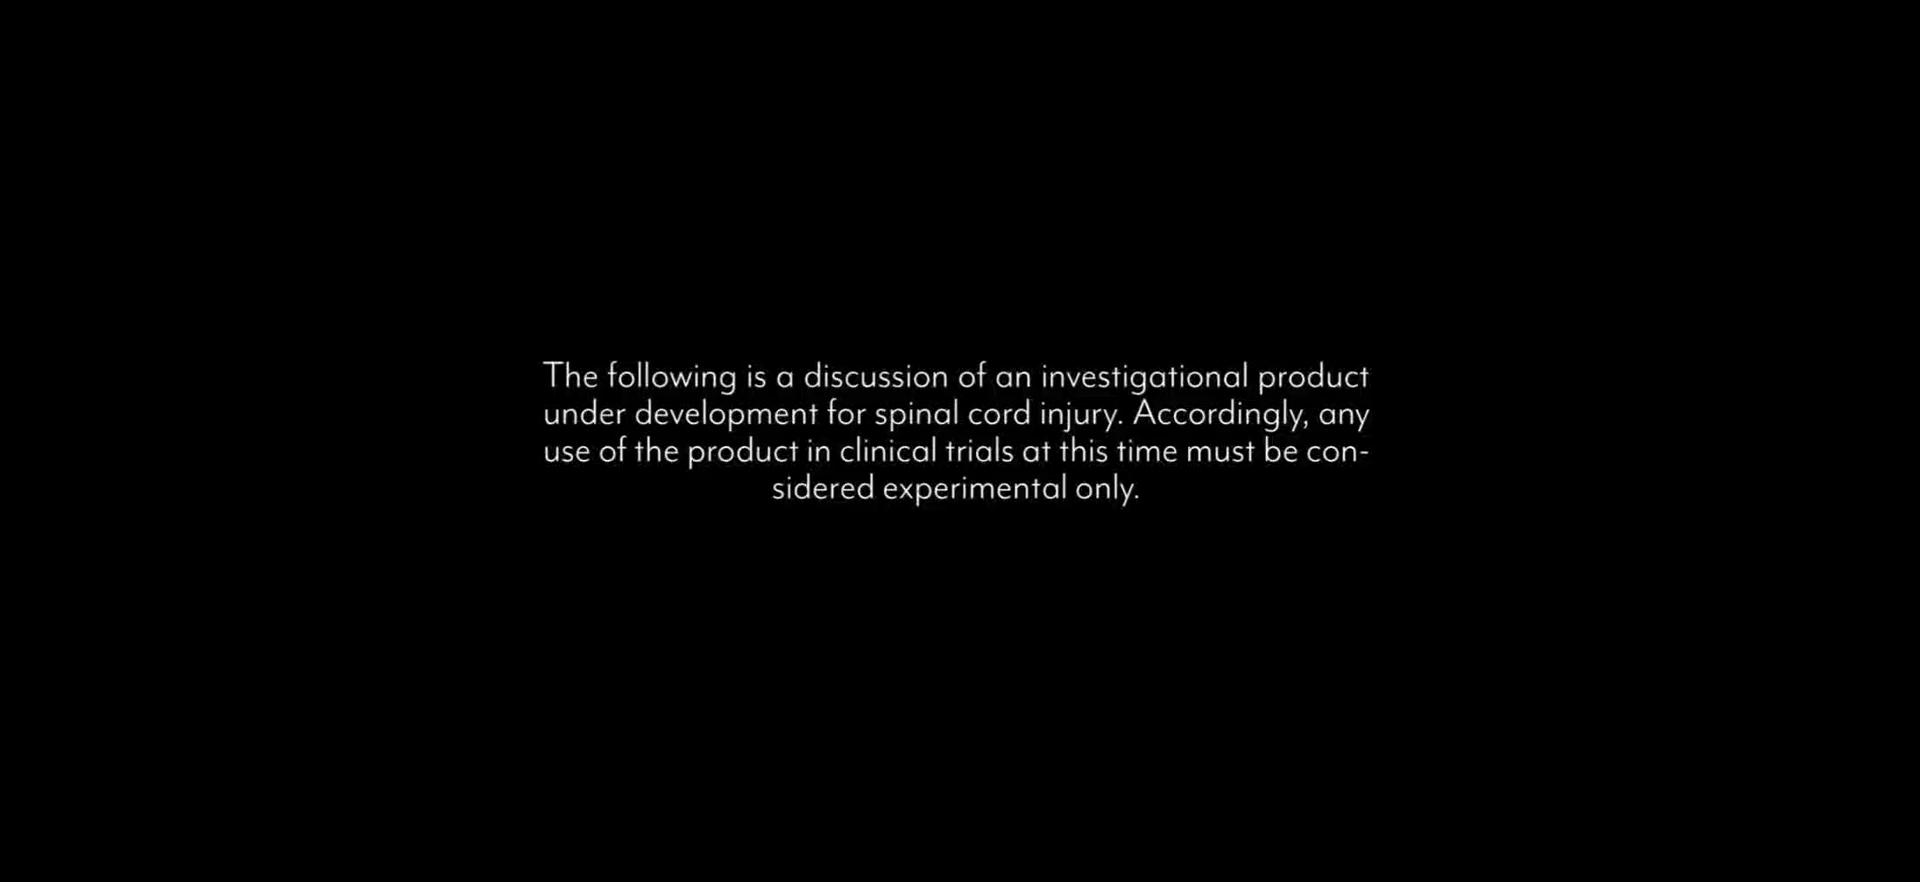 The following is a discussion of an investigational product
under development for spinal cord injury. Accordingly, any
use of the product in clinical trials at this time must be con-
sidered experimental only.